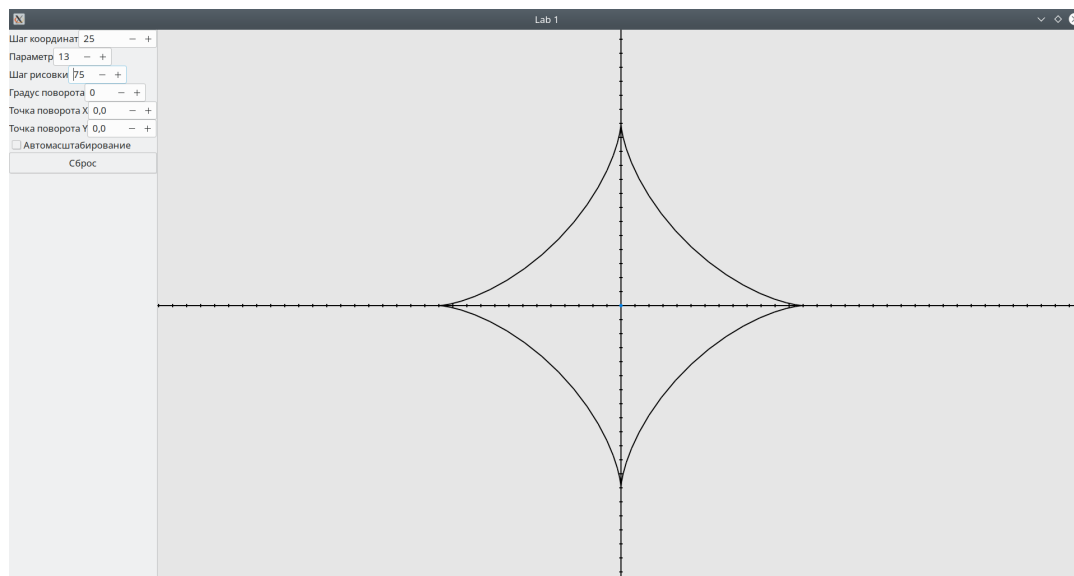 Lab 1
Шаг координат 25
Параметр 13
Шаг рисовки 75
Градус поворота 0
Точка поворота X 0,0
Точка поворота Y 0,0
Автомасштабирование
Сброс